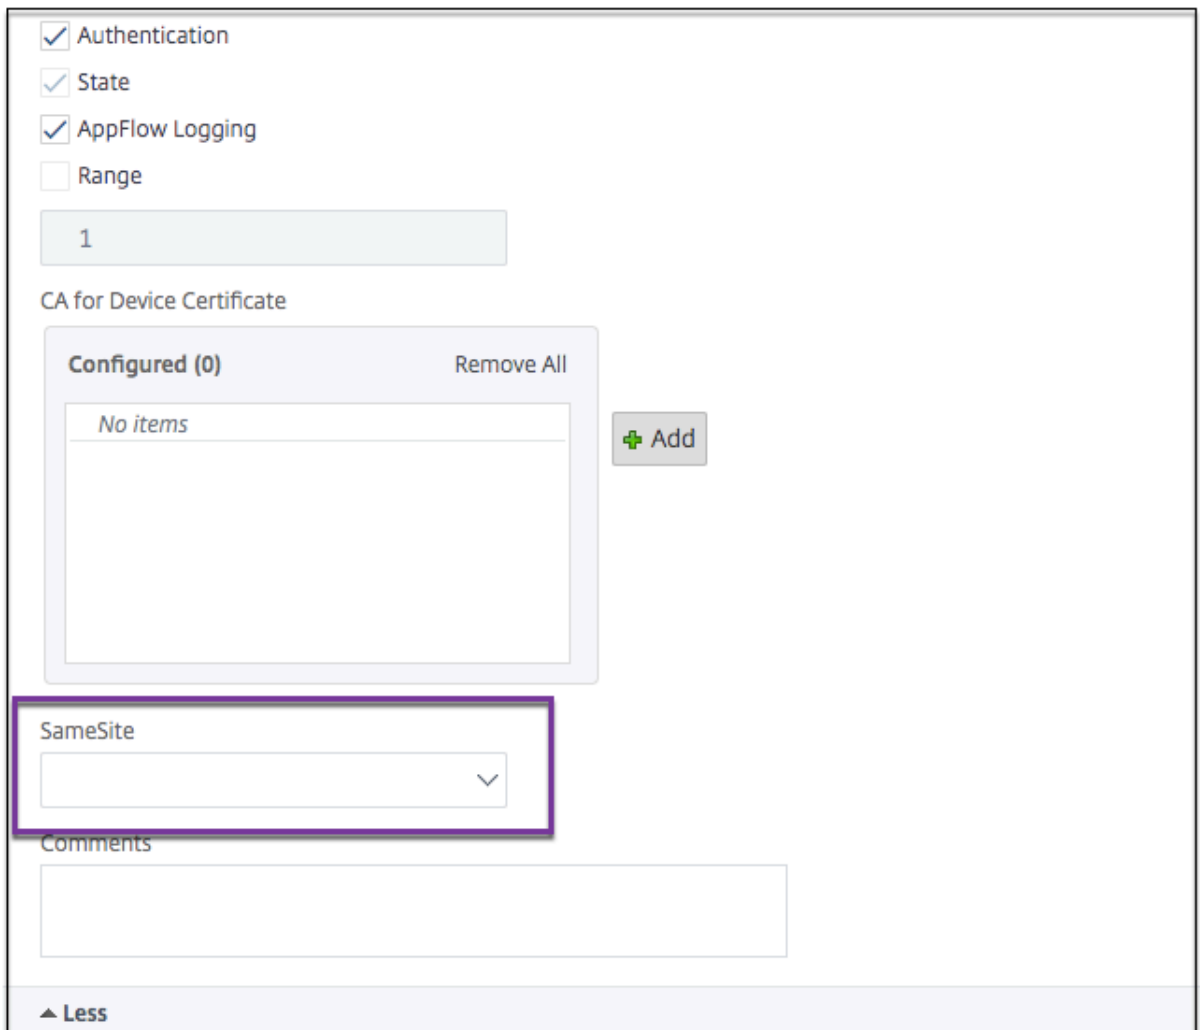 Authentication
State
AppFlow Logging
Range
1
CA for Device Certificate
Configured (0) Remove All
No items
Add
SameSite
Comments
Less